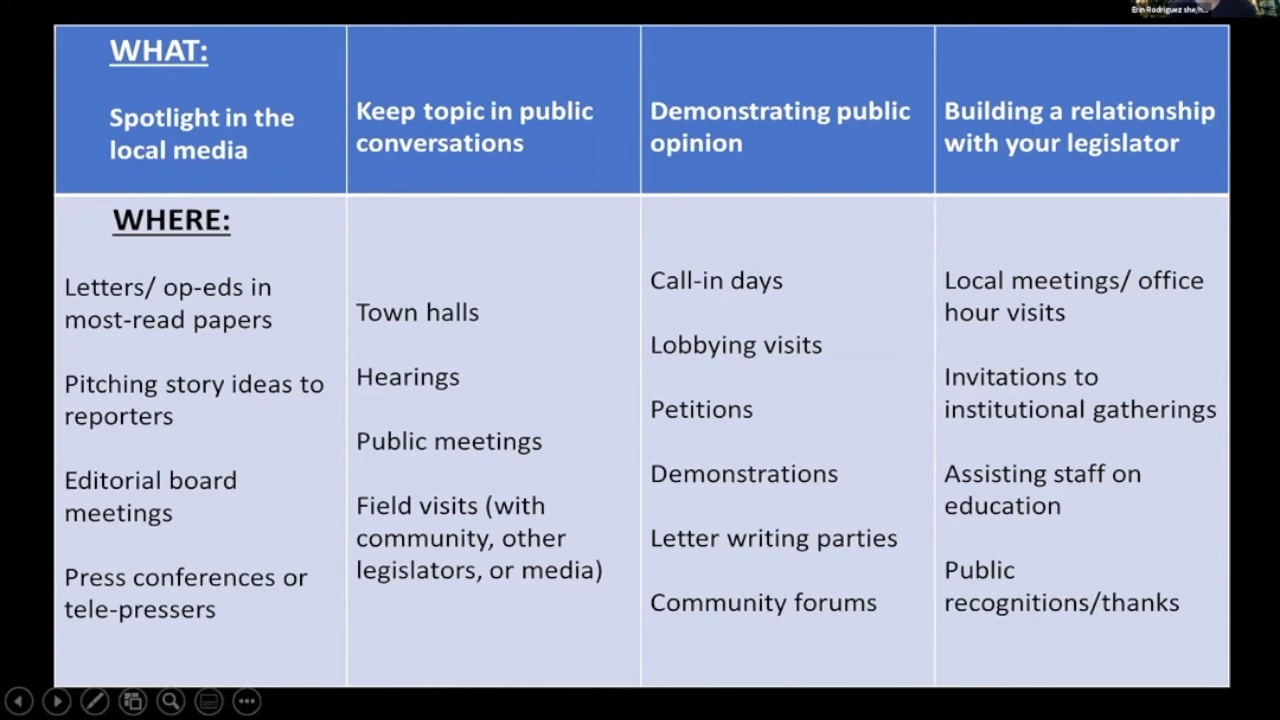 Erin Rodriguez she/h...
WHAT:
Spotlight in the
local media
Keep topic in public
conversations
Demonstrating public
opinion
Building a relationship
with your legislator
WHERE:
Letters/ op-eds in
most-read papers
Pitching story ideas to
reporters
Editorial board
meetings
Press conferences or
tele-pressers
Town halls
Hearings
Public meetings
Field visits (with
community, other
legislators, or media)
Call-in days
Lobbying visits
Petitions
Demonstrations
Letter writing parties
Community forums
Local meetings/ office
hour visits
Invitations to
institutional gatherings
Assisting staff on
education
Public
recognitions/thanks